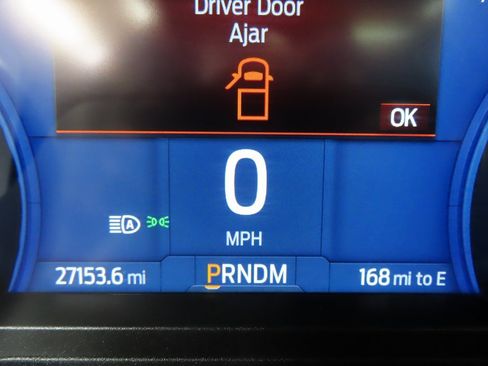 Driver Door
Ajar
OK
0
MPH
A
27153.6 mi
PRNDM
168 mi to E